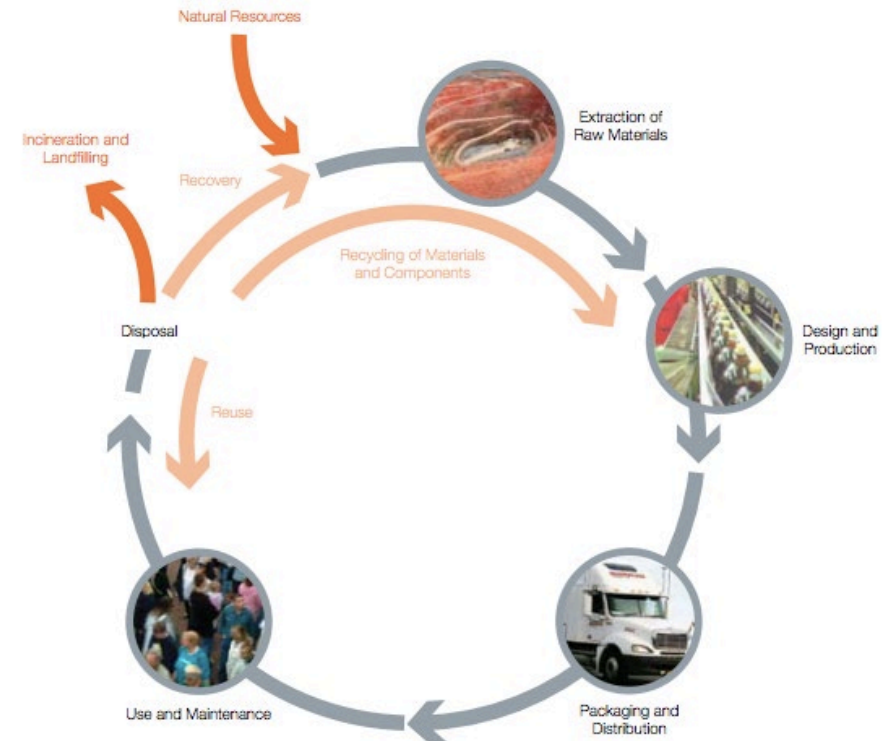 Natural Resources
Extraction of
Raw Materials
Incineration and
Landfilling
Recovery
Recycling of Materials
and Components
Disposal
Design and
Production
Reuse
Use and Maintenance
Packaging and
Distribution